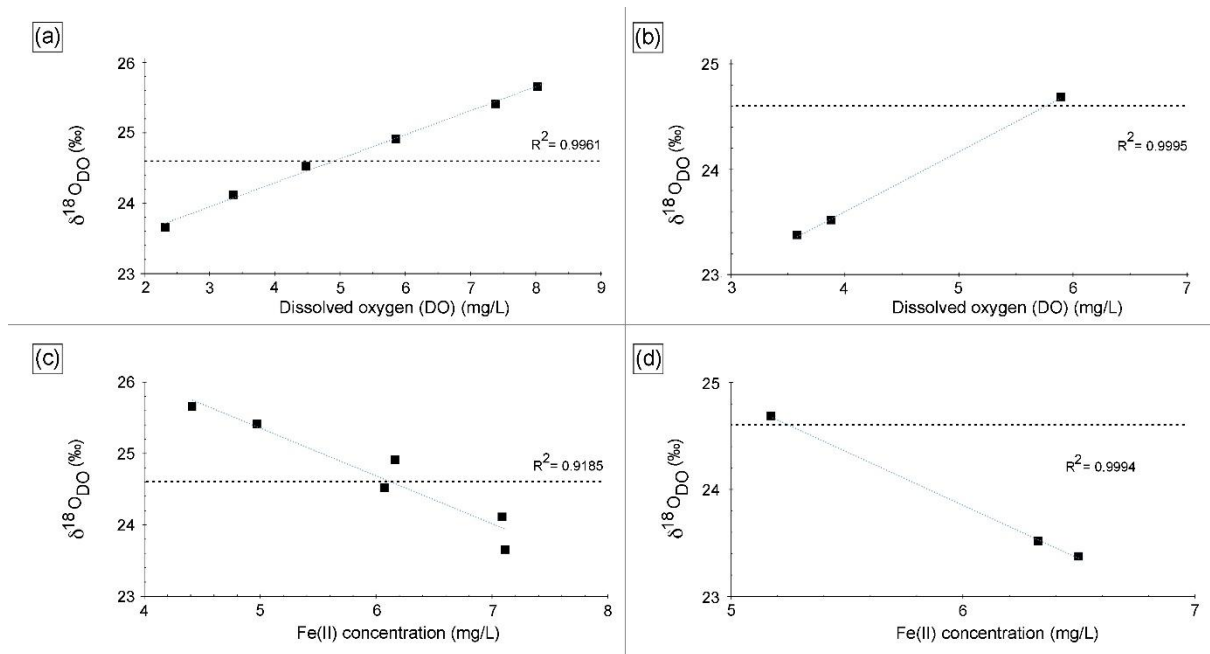 (a)
26
25
24
23
δ18ODO (‰)
R2= 0.9961
2 3 4 5 6 7 8 9
Dissolved oxygen (DO) (mg/L)
(b)
25
24
23
δ18ODO (‰)
R2= 0.9995
3 4 5 6 7
Dissolved oxygen (DO) (mg/L)
(c)
26
25
24
23
δ18ODO (‰)
R2= 0.9185
4 5 6 7 8
Fe(II) concentration (mg/L)
(d)
25
24
23
δ18ODO (‰)
R2= 0.9994
5 6 7
Fe(II) concentration (mg/L)